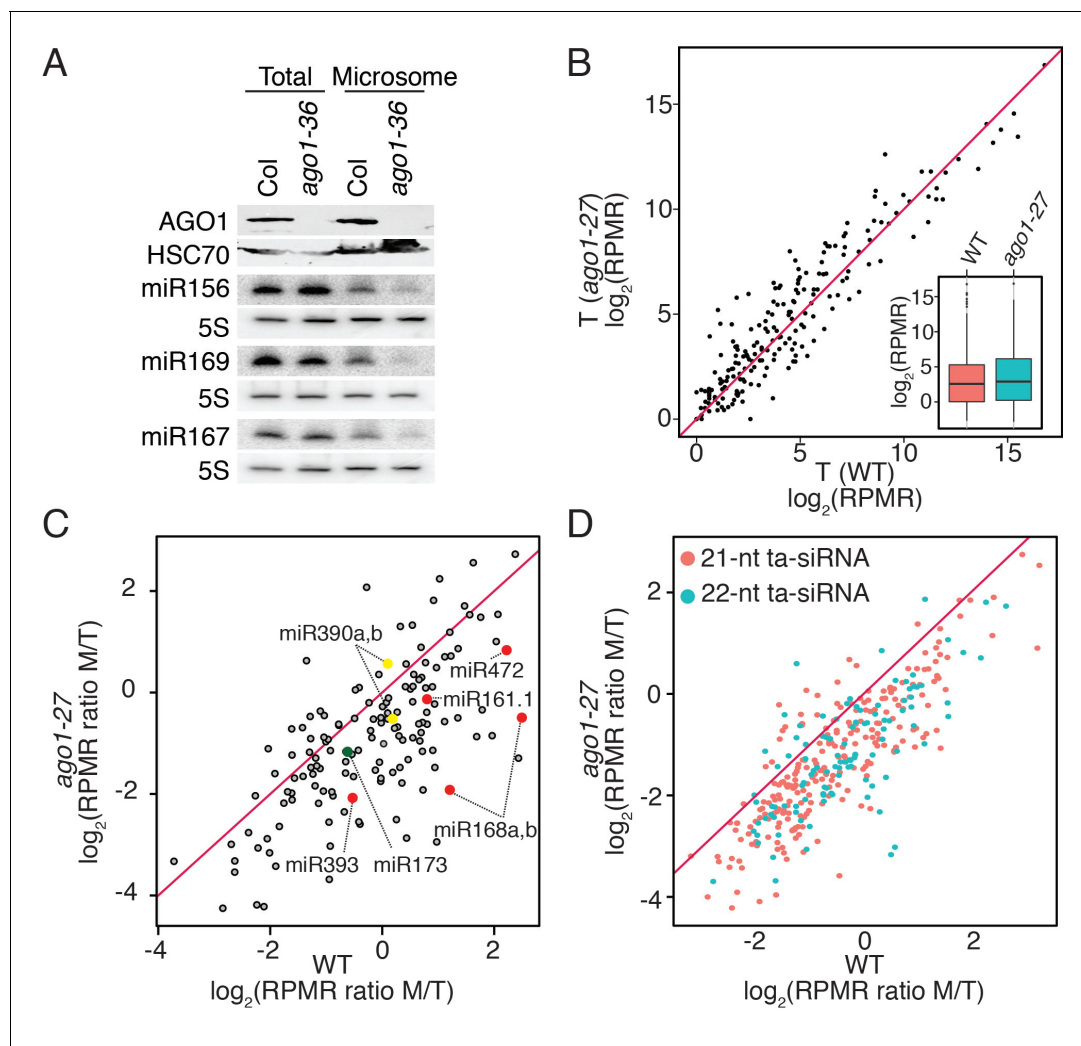 A
Total Microsome
Col
ago1-36
Col
ago1-36
AGO1
HSC70
miR156
5S
miR169
5S
miR167
5S
B
T (ago1-27)
log2(RPMR)
15
10
5
0
0 5 10 15
T (WT)
log2(RPMR)
WT
ago1-27
log2(RPMR)
15
10
5
0
C
ago1-27
log2(RPMR ratio M/T)
2
0
-2
-4
miR390a,b
miR472
miR161.1
miR168a,b
miR393 miR173
-4 -2 0 2
WT
log2(RPMR ratio M/T)
D
21-nt ta-siRNA
22-nt ta-siRNA
ago1-27
log2(RPMR ratio M/T)
2
0
-2
-4
-2 0 2
WT
log2(RPMR ratio M/T)